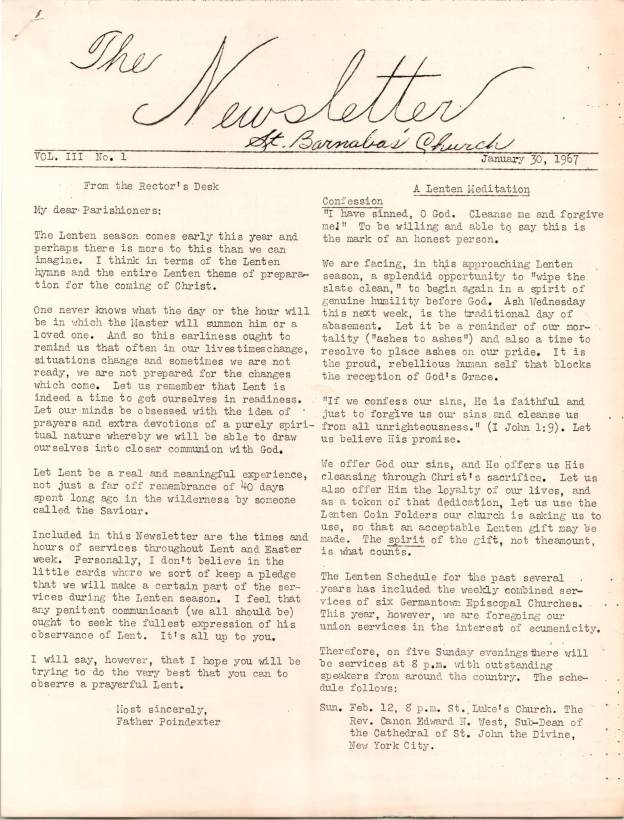 The
Newsletter
St. Barnabas' Church
VOL. III No. 1
January 30, 1967
From the Rector's Desk
My dear Parishioners:
The Lenten season comes early this year and
perhaps there is more to this than we can
imagine. I think in terms of the Lenten
hymns and the entire Lenten theme of prepara-
tion for the coming of Christ.
One never knows what the day or the hour will
be in which the Master will summon him or a
loved one. And so this earliness ought to
remind us that often in our livestimeschange,
situations change and sometimes we are not
ready, we are not prepared for the changes
which come. Let us remember that Lent is
indeed a time to get ourselves in readiness.
Let our minds be obsessed with the idea of
prayers and extra devotions of a purely spiri-
tual nature whereby we will be able to draw
ourselves into closer communion with God.
Let Lent be a real and meaningful experience,
not just a far off remembrance of 40 days
spent long ago in the wilderness by someone
called the Saviour.
Included in this Newsletter are the times and
hours of services throughout Lent and Easter
week. Personally, I don't believe in the
little cards where we sort of keep a pledge
that we will make a certain part of the ser-
vices during the Lenten season. I feel that
any penitent communicant (we all should be)
ought to seek the fullest expression of his
observance of Lent. It's all up to you.
I will say, however, that I hope you will be
trying to do the very best that you can to
observe a prayerful Lent.
Most sincerely,
Father Poindexter
A Lenten Meditation
Confession
"I have sinned, O God. Cleanse me and forgive
me!" To be willing and able to say this is
the mark of an honest person.
We are facing, in this approaching Lenten
season, a splendid opportunity to "wipe the
slate clean," to begin again in a spirit of
genuine humility before God. Ash Wednesday
this next week, is the traditional day of
abasement. Let it be a reminder of our mor-
tality ("ashes to ashes") and also a time to
resolve to place ashes on our pride. It is
the proud, rebellious human self that blocks
the reception of God's Grace.
"If we confess our sins, He is faithful and
just to forgive us our sins and cleanse us
from all unrighteousness." (I John 1:9). Let
us believe His promise.
We offer God our sins, and He offers us His
cleansing through Christ's sacrifice. Let us
also offer Him the loyalty of our lives, and
as a token of that dedication, let us use the
Lenten Coin Folders our church is asking us to
use, so that an acceptable Lenten gift may be
made. The spirit of the gift, not theamount,
is what counts.
The Lenten Schedule for the past several
years has included the weekly combined ser-
vices of six Germantown Episcopal Churches.
This year, however, we are foregoing our
union services in the interest of ecumenicity.
Therefore, on five Sunday evenings there will
be services at 8 p.m. with outstanding
speakers from around the country. The sche-
dule follows:
Sun. Feb. 12, 8 p.m. St. Luke's Church. The
Rev. Canon Edward N. West, Sub-Dean of
the Cathedral of St. John the Divine,
New York City.